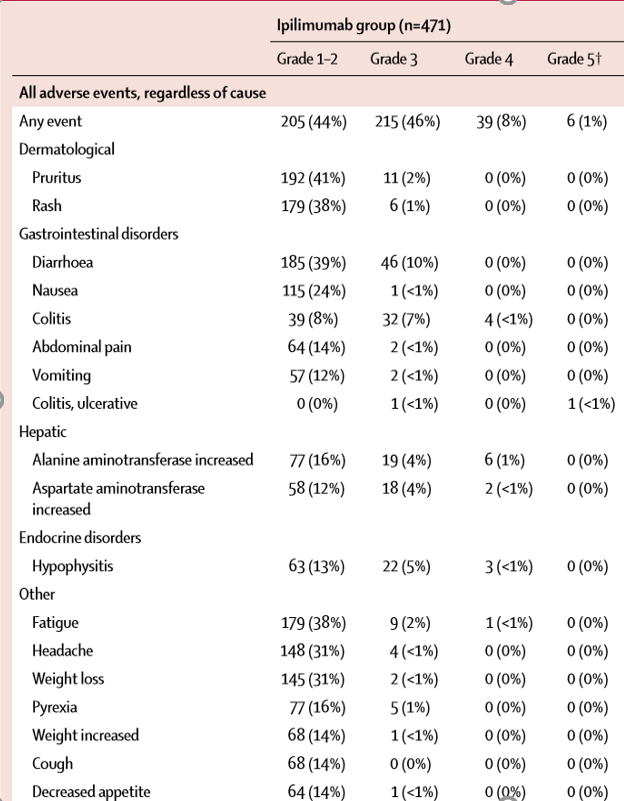 Ipilimumab group (n=471)
Grade 1–2 Grade 3 Grade 4 Grade 5†
All adverse events, regardless of cause
Any event 205 (44%) 215 (46%) 39 (8%) 6 (1%)
Dermatological
Pruritus 192 (41%) 11 (2%) 0 (0%) 0 (0%)
Rash 179 (38%) 6 (1%) 0 (0%) 0 (0%)
Gastrointestinal disorders
Diarrhoea 185 (39%) 46 (10%) 0 (0%) 0 (0%)
Nausea 115 (24%) 1 (<1%) 0 (0%) 0 (0%)
Colitis 39 (8%) 32 (7%) 4 (<1%) 0 (0%)
Abdominal pain 64 (14%) 2 (<1%) 0 (0%) 0 (0%)
Vomiting 57 (12%) 2 (<1%) 0 (0%) 0 (0%)
Colitis, ulcerative 0 (0%) 1 (<1%) 0 (0%) 1 (<1%)
Hepatic
Alanine aminotransferase increased 77 (16%) 19 (4%) 6 (1%) 0 (0%)
Aspartate aminotransferase 58 (12%) 18 (4%) 2 (<1%) 0 (0%)
increased
Endocrine disorders
Hypophysitis 63 (13%) 22 (5%) 3 (<1%) 0 (0%)
Other
Fatigue 179 (38%) 9 (2%) 1 (<1%) 0 (0%)
Headache 148 (31%) 4 (<1%) 0 (0%) 0 (0%)
Weight loss 145 (31%) 2 (<1%) 0 (0%) 0 (0%)
Pyrexia 77 (16%) 5 (1%) 0 (0%) 0 (0%)
Weight increased 68 (14%) 1 (<1%) 0 (0%) 0 (0%)
Cough 68 (14%) 0 (0%) 0 (0%) 0 (0%)
Decreased appetite 64 (14%) 1 (<1%) 0 (0%) 0 (0%)